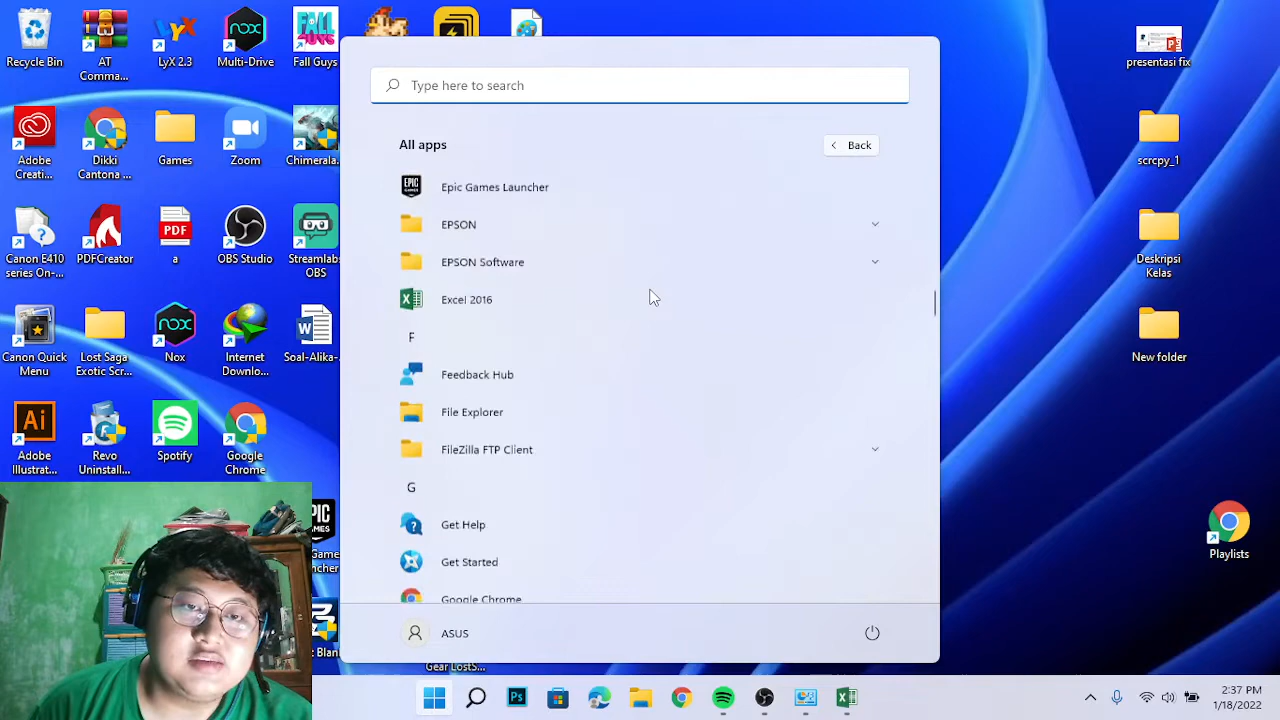 Recycle Bin
AT
Comma...
LyX 2.3
Multi-Drive
Fall Guys
presentasi fix
Type here to search
All apps
Back
Epic Games Launcher
EPSON
EPSON Software
Excel 2016
F
Feedback Hub
File Explorer
FileZilla FTP Client
G
Get Help
Get Started
Google Chrome
ASUS
Adobe
Creati...
Dikki
Cantona ...
Games
Zoom
Chimerala...
scrcpy_1
Canon E410
series On-...
PDFCreator
PDF
a
OBS Studio
Streamlabs
OBS
Deskripsi
Kelas
Canon Quick
Menu
Lost Saga
Exotic Scr...
nox
Nox
Internet
Downlo...
Soal-Alika-...
New folder
Ai
Adobe
Illustrat...
Revo
Uninstall...
Spotify
Google
Chrome
Playlists
Gear LostS...
Ps
2:37 PM
1/18/2022